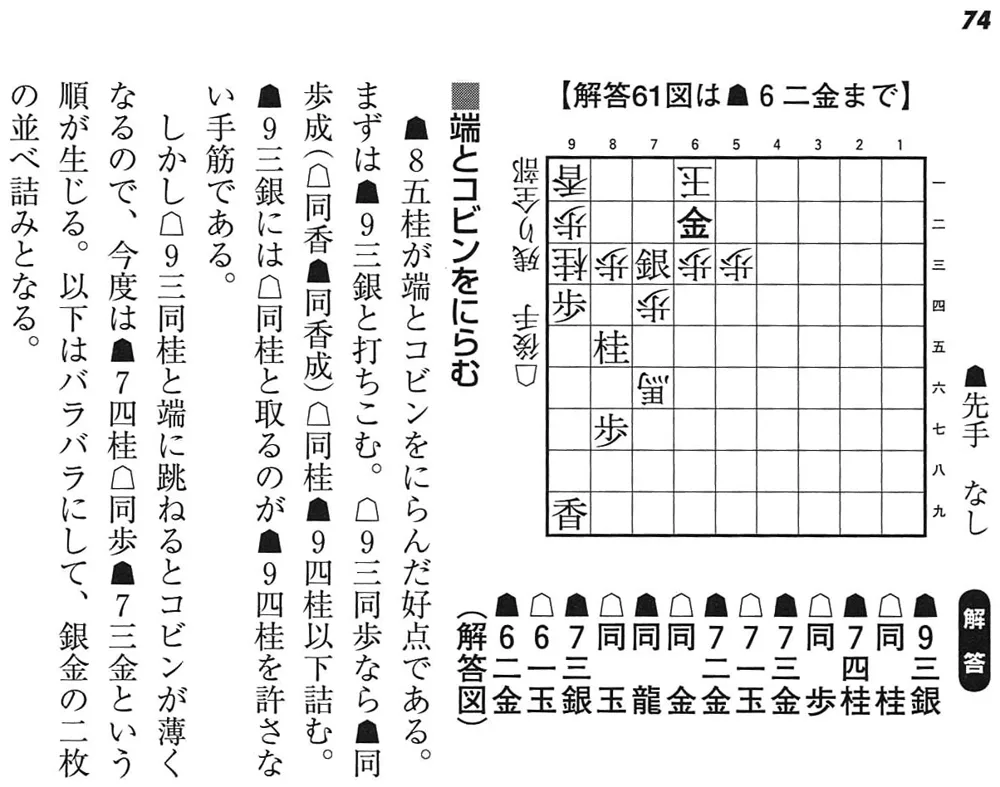 74
【解答61図は▲6二金まで】
9 8 7 6 5 4 3 2 1
香 王 一
歩 金 二
桂 歩 銀 歩 歩 三
歩 歩 四
桂 五
馬 六
歩 七
八
香 九
▲先手 なし
△後手 残り全部
解答
▲9三銀
△同桂
▲7四桂
△同歩
▲7三金
△7一玉
▲7二金
△同金
▲同龍
△同玉
▲7三銀
△6一玉
▲6二金
(解答図)
■端とコビンをにらむ
▲8五桂が端とコビンをにらんだ好点である。
まずは▲9三銀と打ちこむ。△9三同歩なら▲同
歩成(△同香▲同香成)△同桂▲9四桂以下詰む。
▲9三銀には△同桂と取るのが▲9四桂を許さな
い手筋である。
しかし△9三同桂と端に跳ねるとコビンが薄く
なるので、今度は▲7四桂△同歩▲7三金という
順が生じる。以下はバラバラにして、銀金の二枚
の並べ詰みとなる。